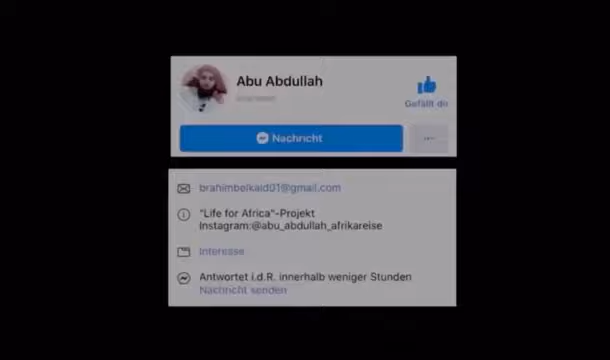 Abu Abdullah
Gefällt dir
Nachricht
brahimbelkaid01@gmail.com
"Life for Africa"-Projekt
Instagram:@abu_abdullah_afrikareise
Interesse
Antwortet i.d.R. innerhalb weniger Stunden
Nachricht senden